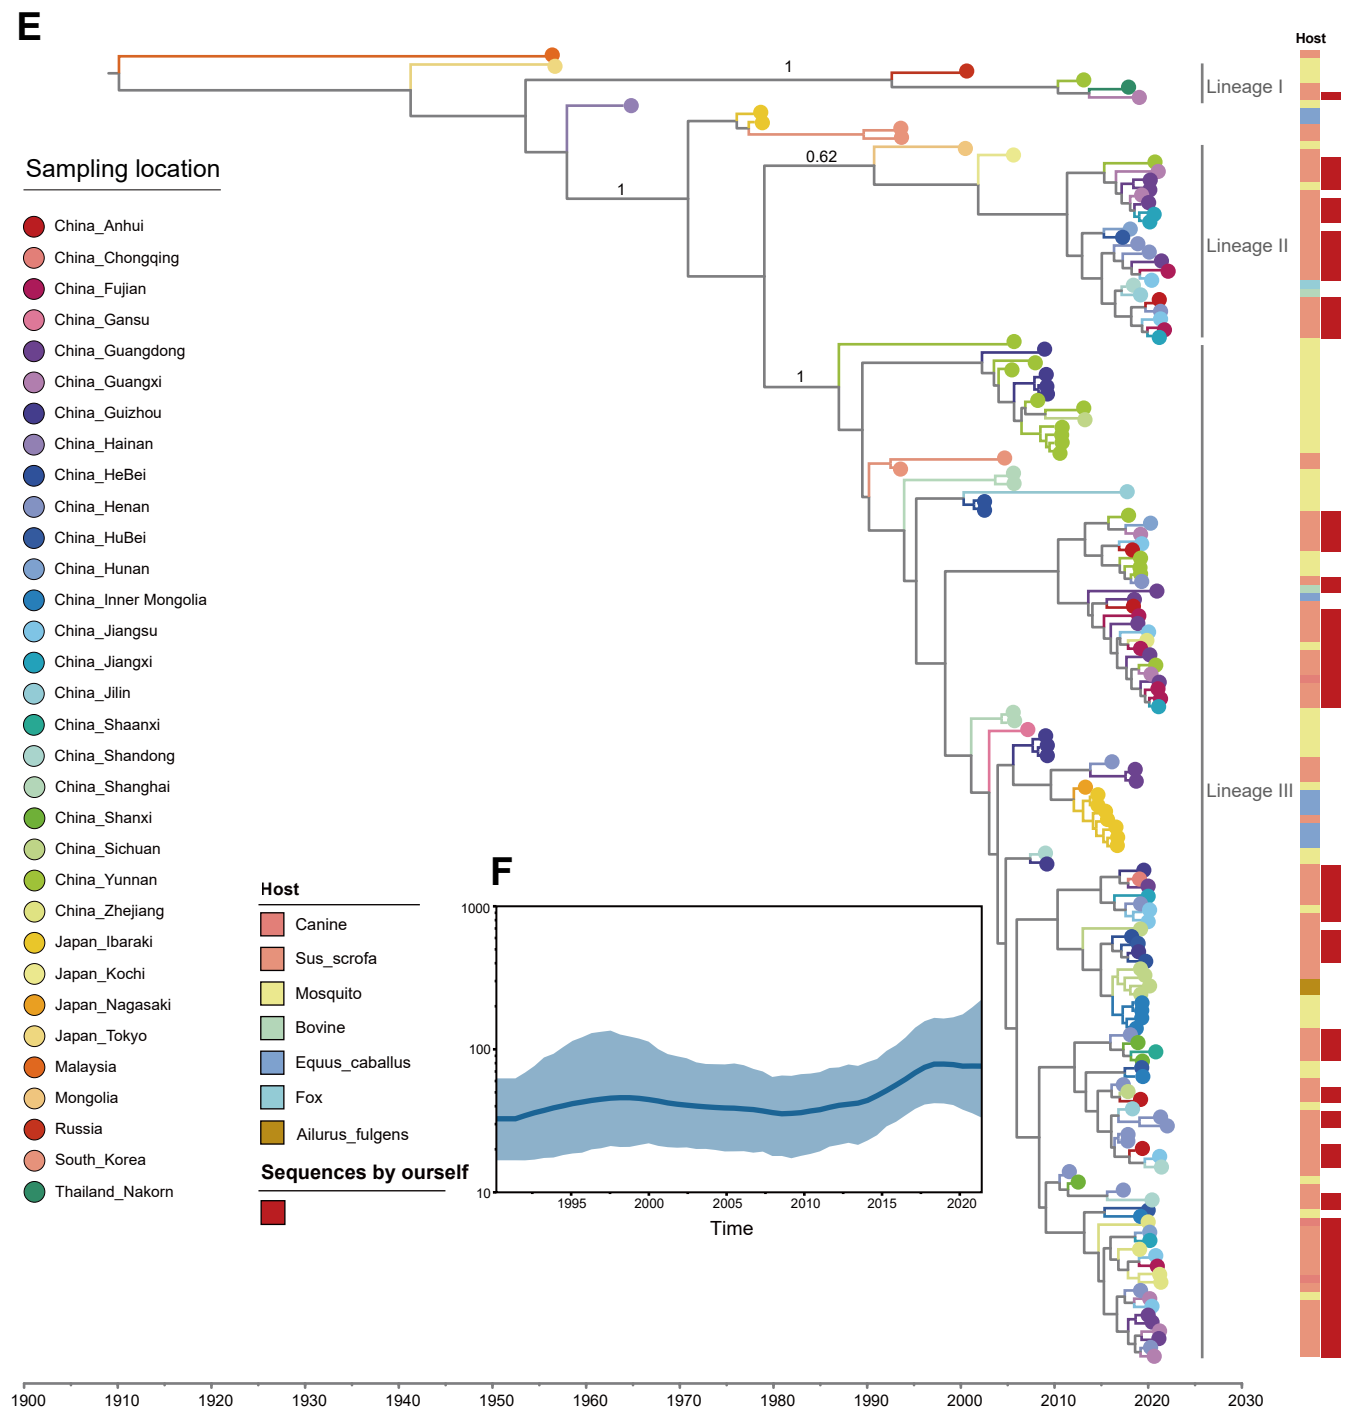 E
Host
1
Lineage I
0.62
1
Sampling location
Lineage II
China_Anhui
China_Chongqing
China_Fujian
China_Gansu
China_Guangdong
China_Guangxi
1
China_Guizhou
China_Hainan
China_HeBei
China_Henan
China_HuBei
China_Hunan
China_Inner Mongolia
China_Jiangsu
China_Jiangxi
China_Jilin
China_Shaanxi
China_Shandong
China_Shanghai
Lineage III
China_Shanxi
China_Sichuan
China_Yunnan
China_Zhejiang
Japan_Ibaraki
Japan_Kochi
Japan_Nagasaki
Japan_Tokyo
Malaysia
Mongolia
Russia
South_Korea
Thailand_Nakorn
Host
Canine
Sus_scrofa
Mosquito
Bovine
Equus_caballus
Fox
Ailurus_fulgens
Sequences by ourself
F
1000
100
10
1995 2000 2005 2010 2015 2020
Time
1900 1910 1920 1930 1940 1950 1960 1970 1980 1990 2000 2010 2020 2030